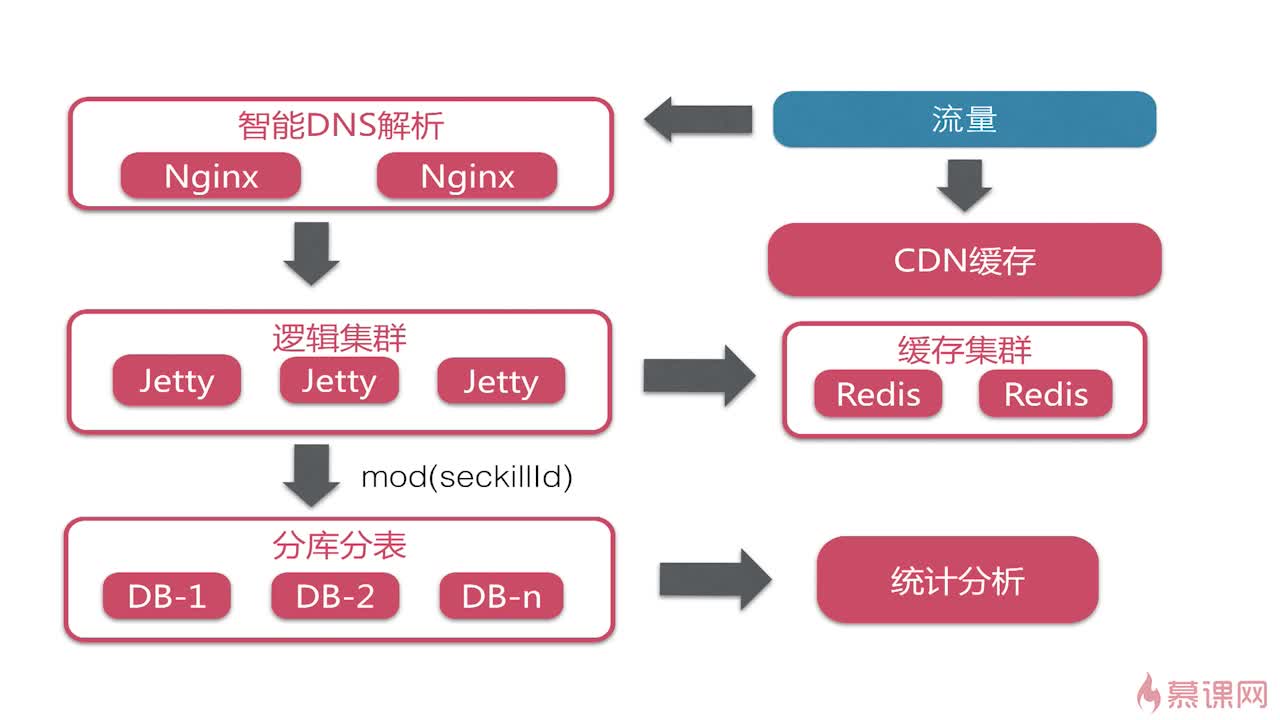 智能DNS解析
Nginx
Nginx
流量
CDN缓存
逻辑集群
Jetty
Jetty
Jetty
缓存集群
Redis
Redis
mod(seckillId)
分库分表
DB-1
DB-2
DB-n
统计分析
慕课网